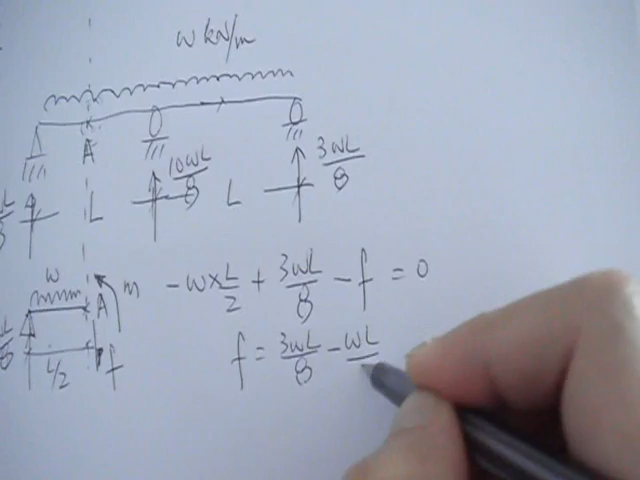 w kN/m
A
10wL/8
3wL/8
L
L
w
m
A
-w×L/2 + 3wL/8 - f = 0
L/2
f
f = 3wL/8 - wL